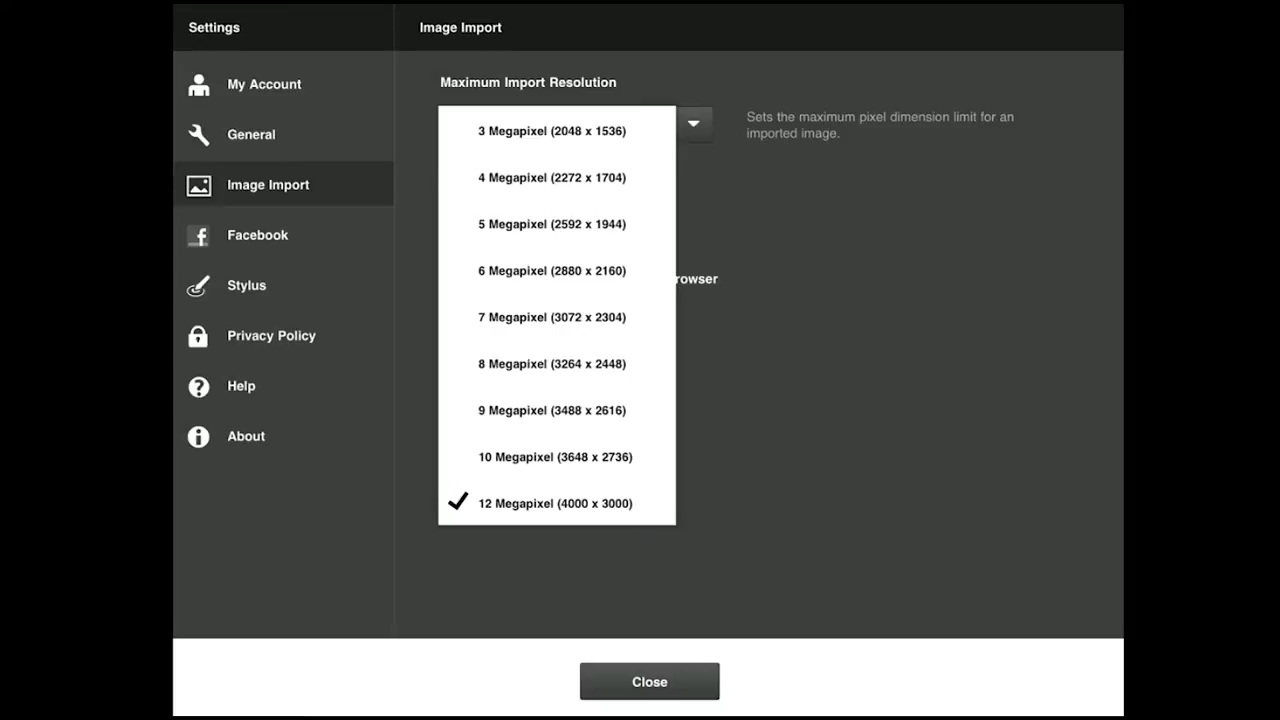 Settings
Image Import
My Account
General
Image Import
Facebook
Stylus
Privacy Policy
Help
About
Maximum Import Resolution
3 Megapixel (2048 x 1536)
4 Megapixel (2272 x 1704)
5 Megapixel (2592 x 1944)
6 Megapixel (2880 x 2160)
7 Megapixel (3072 x 2304)
8 Megapixel (3264 x 2448)
9 Megapixel (3488 x 2616)
10 Megapixel (3648 x 2736)
12 Megapixel (4000 x 3000)
Sets the maximum pixel dimension limit for an
imported image.
rowser
Close